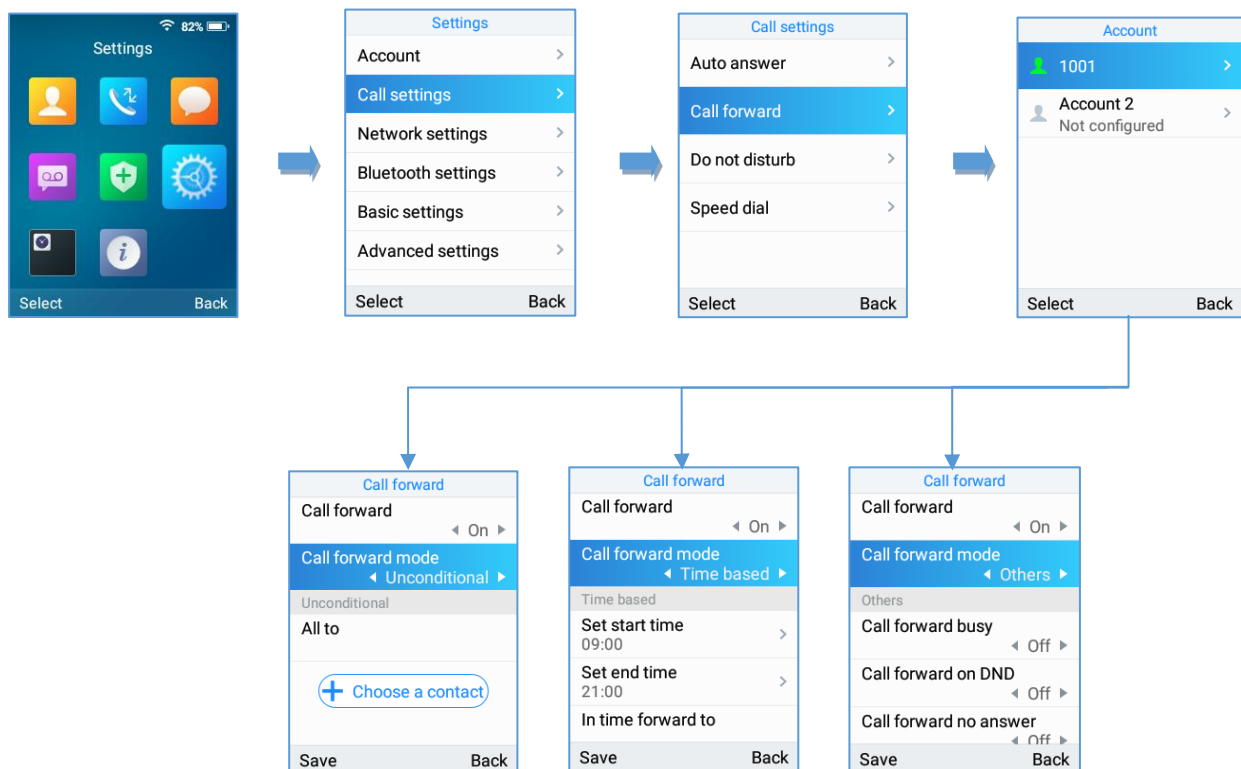 82%
Settings
Select Back
Settings
Account
Call settings
Network settings
Bluetooth settings
Basic settings
Advanced settings
Select Back
Call settings
Auto answer
Call forward
Do not disturb
Speed dial
Select Back
Account
1001
Account 2
Not configured
Select Back
Call forward
Call forward
On
Call forward mode
Unconditional
Unconditional
All to
Choose a contact
Save Back
Call forward
Call forward
On
Call forward mode
Time based
Time based
Set start time
09:00
Set end time
21:00
In time forward to
Save Back
Call forward
Call forward
On
Call forward mode
Others
Others
Call forward busy
Off
Call forward on DND
Off
Call forward no answer
Off
Save Back